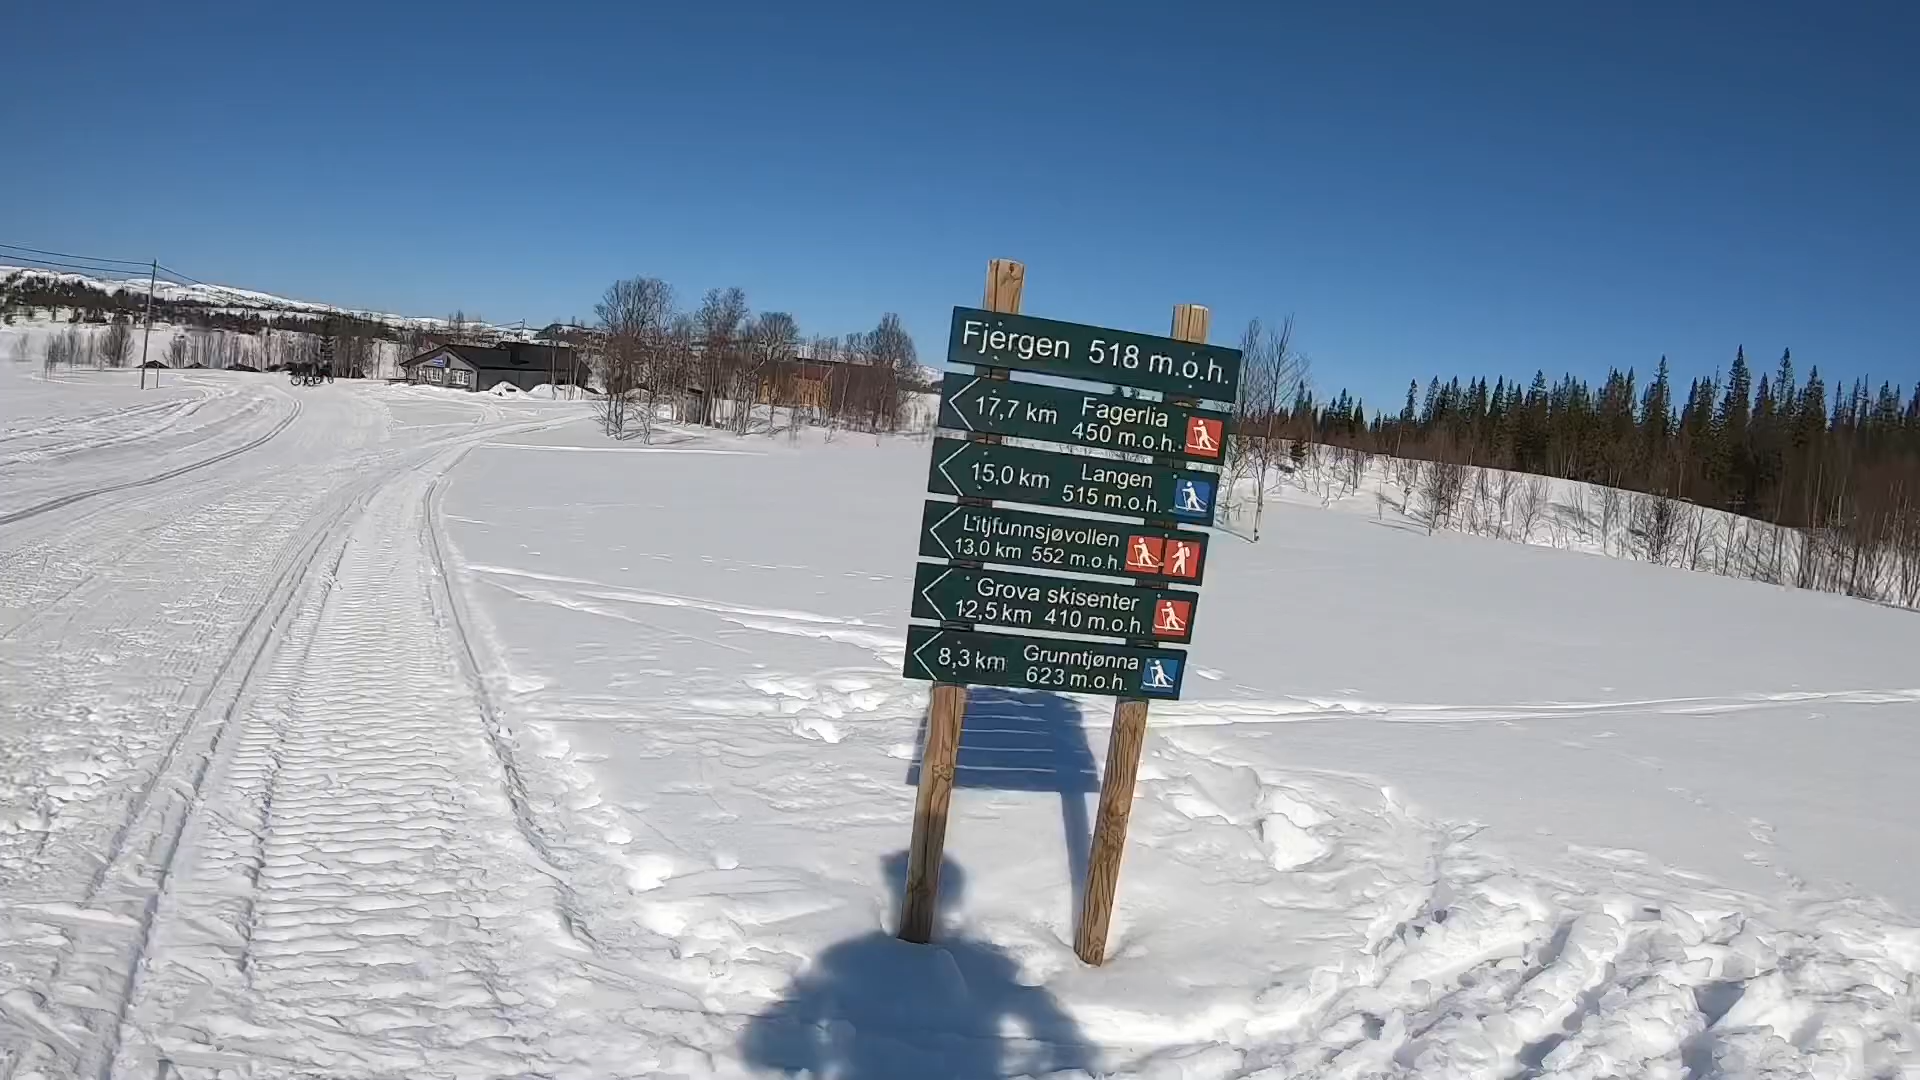 Fjergen 518 m.o.h.
17,7 km Fagerlia
450 m.o.h.
15,0 km Langen
515 m.o.h.
Litjfunnsjøvollen
13,0 km 552 m.o.h.
Grova skisenter
12,5 km 410 m.o.h.
8,3 km Grunntjønna
623 m.o.h.